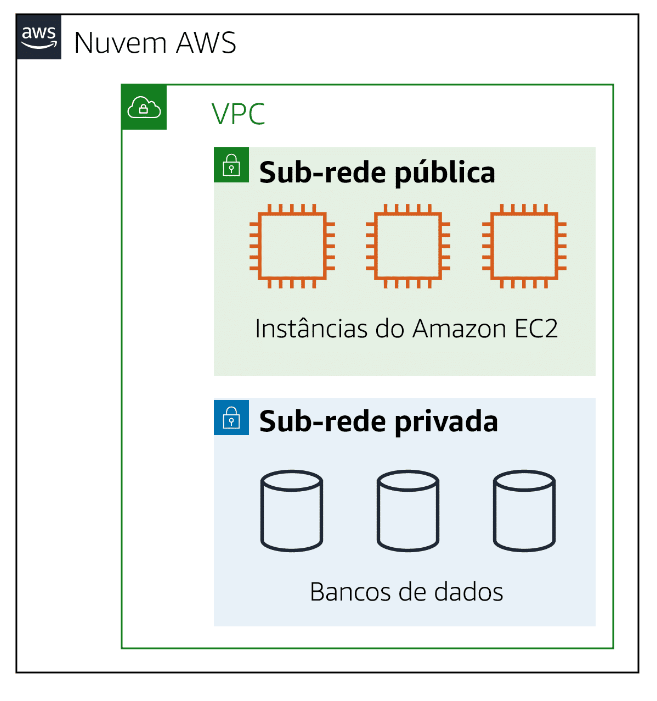 aws
Nuvem AWS
VPC
Sub-rede pública
Instâncias do Amazon EC2
Sub-rede privada
Bancos de dados